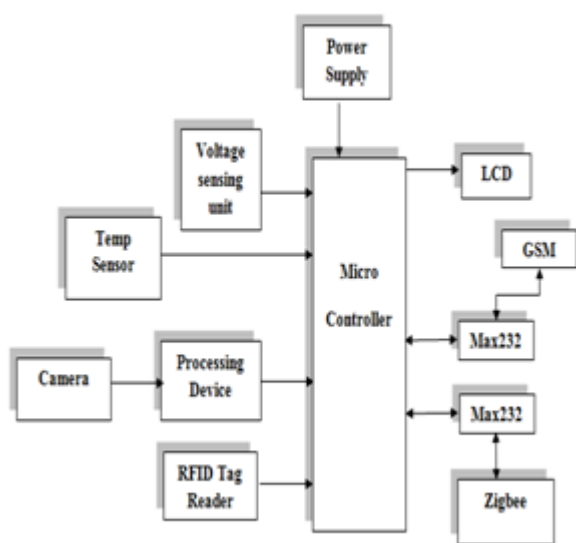 Power
Supply
Voltage
sensing
unit
LCD
Temp
Sensor
GSM
Micro
Controller
Max232
Camera
Processing
Device
Max232
RFID Tag
Reader
Zigbee